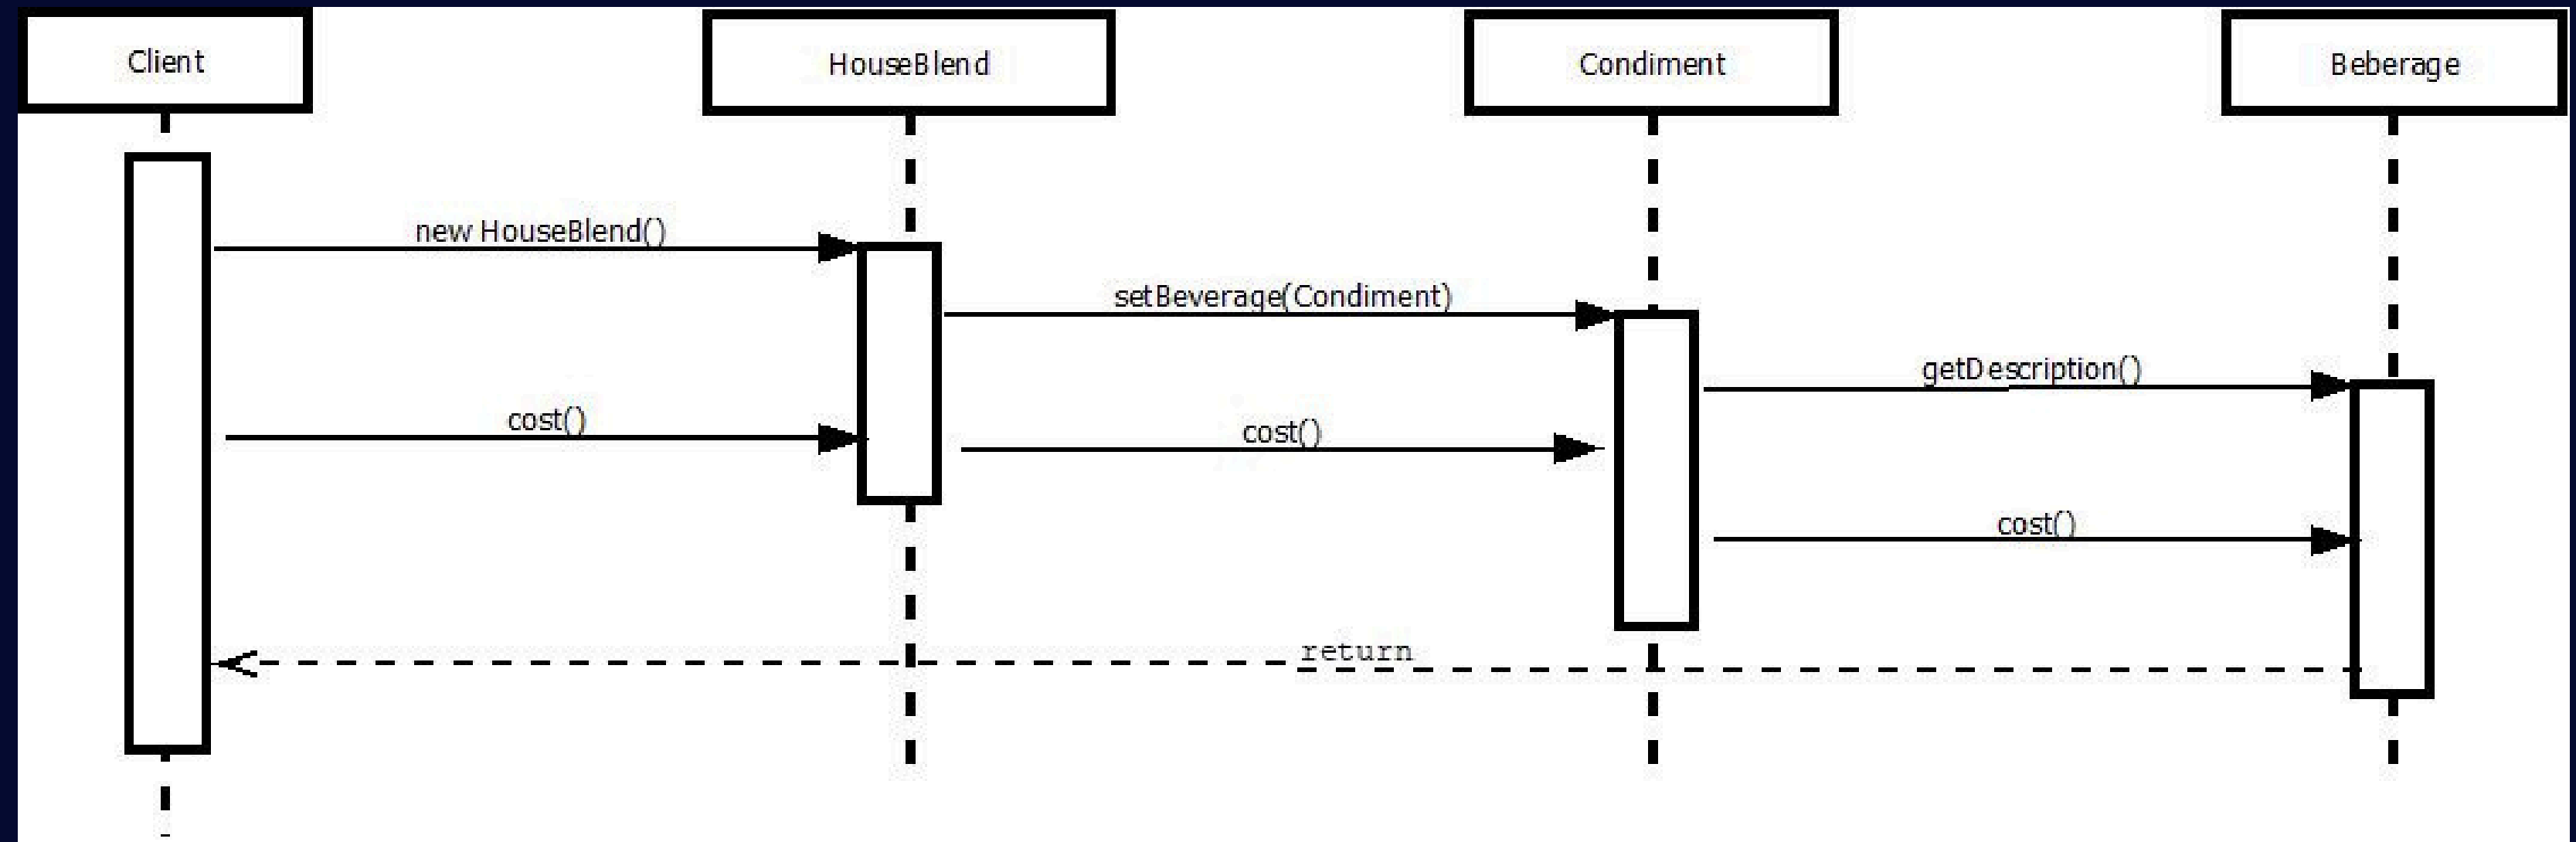 Client
HouseBlend
Condiment
Beberage
new HouseBlend()
setBeverage(Condiment)
getDescription()
cost()
cost()
cost()
return